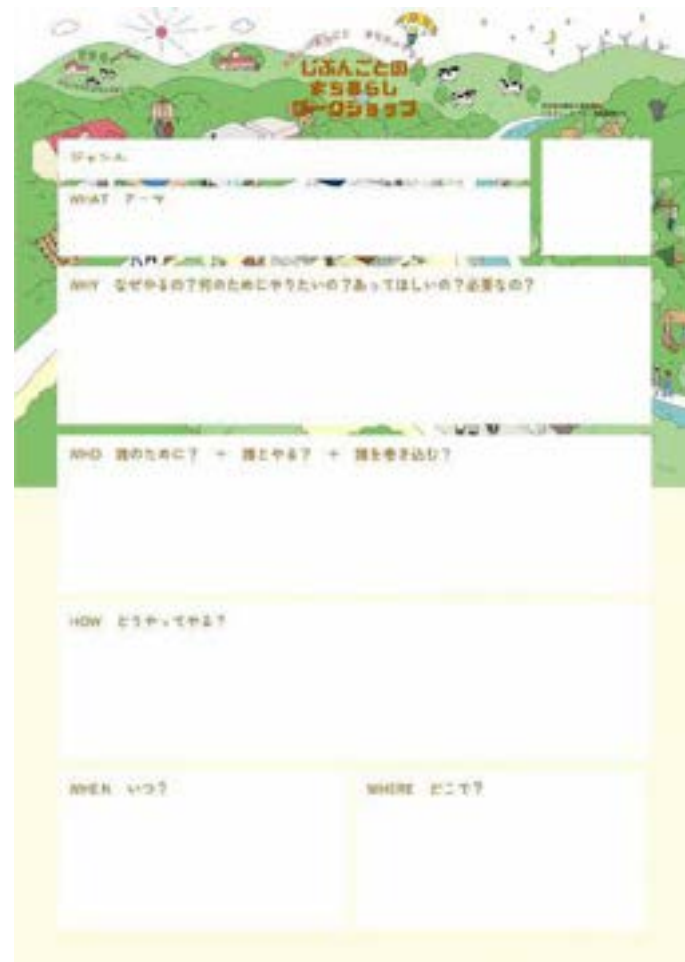 じぶんごとの
まち暮らし
ワークショップ
ジャンル
WHAT テーマ
WHY なぜやるの？何のためにやりたいの？あってほしいの？必要なの？
WHO 誰のために？ + 誰とやる？ + 誰を巻き込む？
HOW どうやってやる？
WHEN いつ？
WHERE どこで？